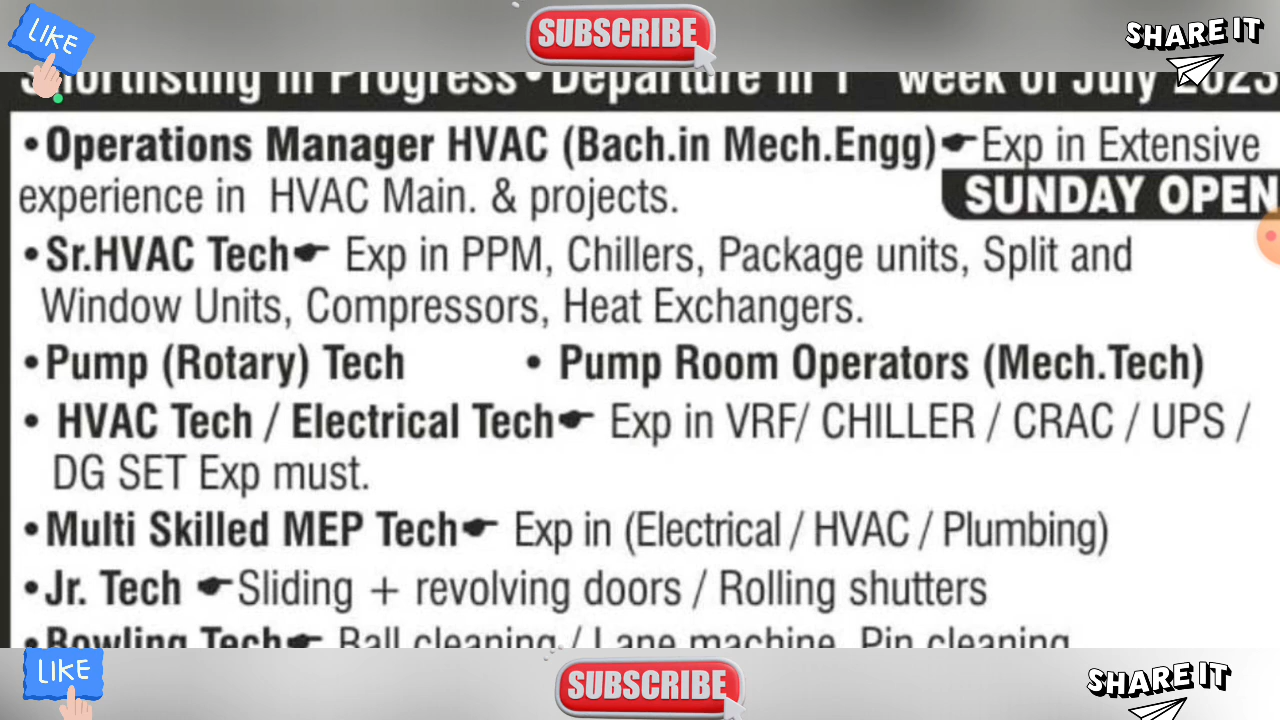 LIKE SUBSCRIBE SHARE IT
Shortlisting in Progress • Departure in 1 week of July 2023
•Operations Manager HVAC (Bach.in Mech.Engg)☛Exp in Extensive
experience in HVAC Main. & projects.
SUNDAY OPEN
•Sr.HVAC Tech☛ Exp in PPM, Chillers, Package units, Split and
Window Units, Compressors, Heat Exchangers.
•Pump (Rotary) Tech • Pump Room Operators (Mech.Tech)
• HVAC Tech / Electrical Tech☛ Exp in VRF/ CHILLER / CRAC / UPS /
DG SET Exp must.
•Multi Skilled MEP Tech☛ Exp in (Electrical / HVAC / Plumbing)
•Jr. Tech ☛Sliding + revolving doors / Rolling shutters
•Bowling Tech☛ Ball cleaning / Lane machine, Pin cleaning
LIKE SUBSCRIBE SHARE IT